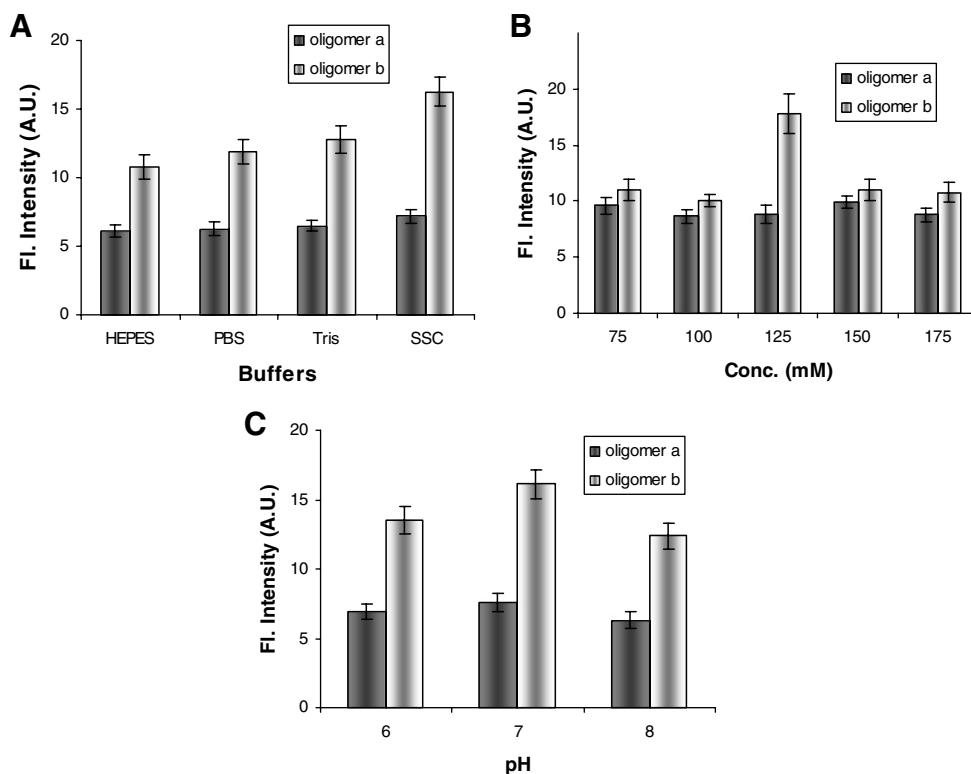 A
20
15
10
5
0
Fl. Intensity (A.U.)
oligomer a
oligomer b
HEPES PBS Tris SSC
Buffers
B
20
15
10
5
0
Fl. Intensity (A.U.)
oligomer a
oligomer b
75 100 125 150 175
Conc. (mM)
C
20
15
10
5
0
Fl. Intensity (A.U.)
oligomer a
oligomer b
6 7 8
pH